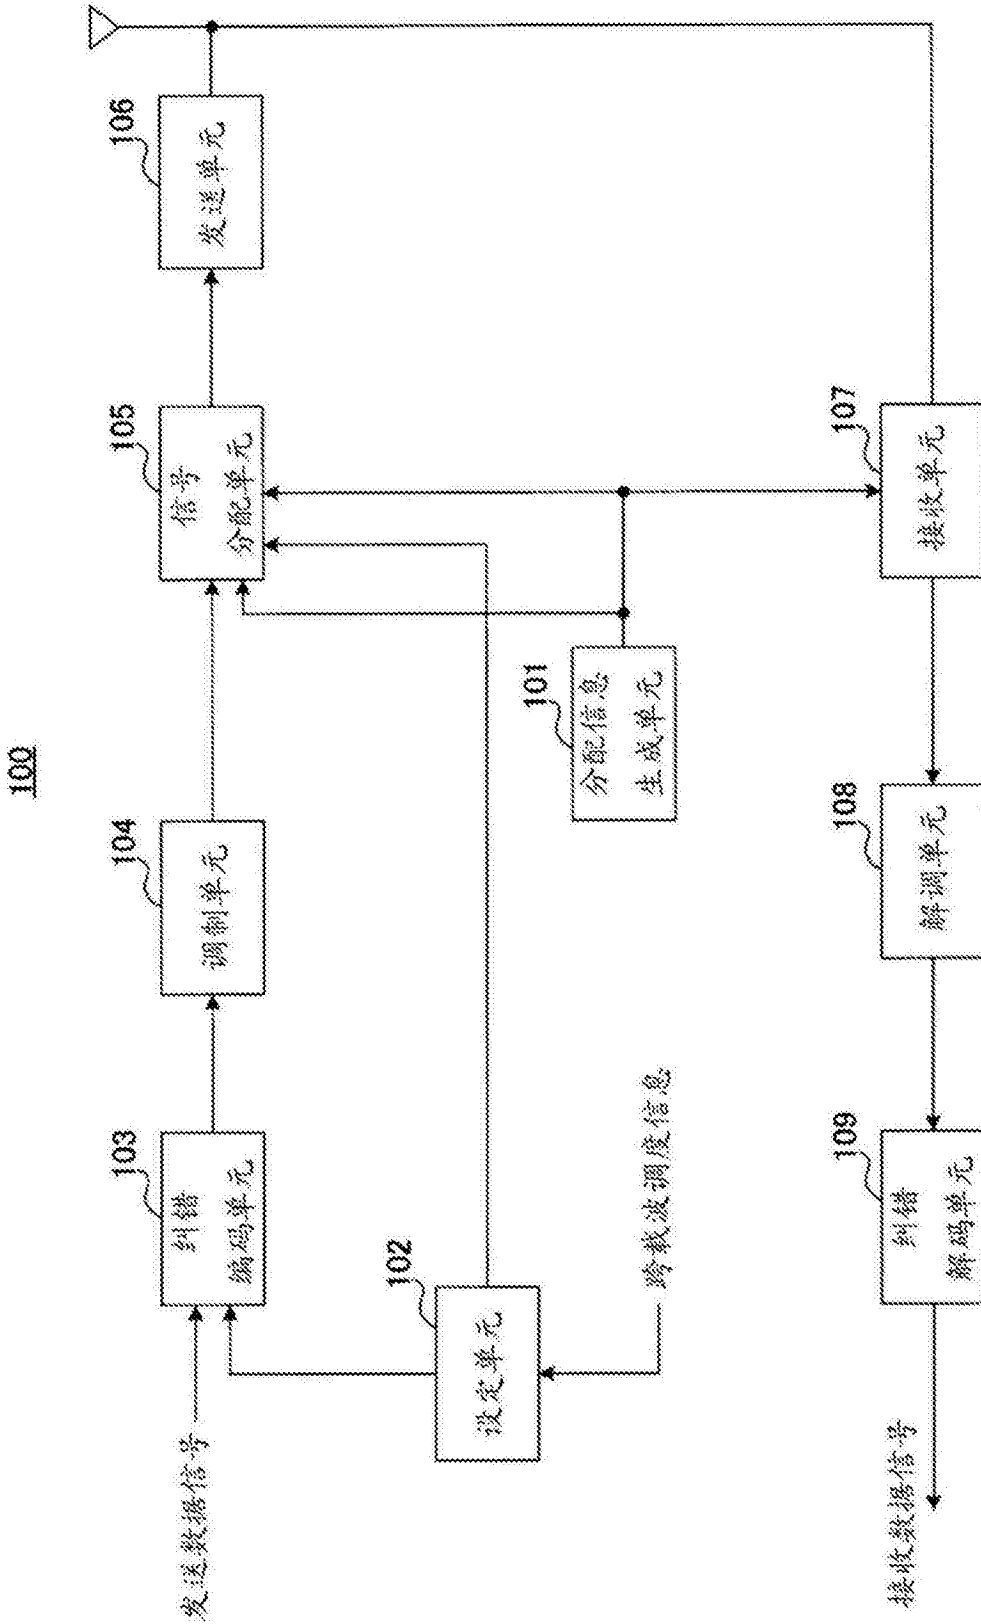 100
发送数据信号
103
纠错
编码单元
104
调制单元
105
信号
分配单元
106
发送单元
102
设定单元
跨载波调度信息
101
分配信息
生成单元
接收数据信号
109
纠错
解码单元
108
解调单元
107
接收单元